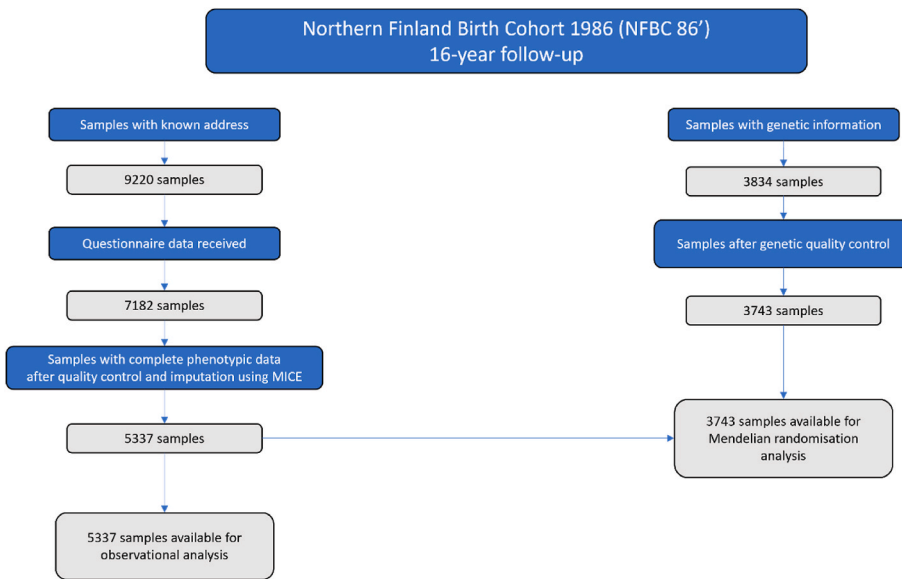 Northern Finland Birth Cohort 1986 (NFBC 86’)
16-year follow-up
Samples with known address
9220 samples
Questionnaire data received
7182 samples
Samples with complete phenotypic data
after quality control and imputation using MICE
5337 samples
5337 samples available for
observational analysis
Samples with genetic information
3834 samples
Samples after genetic quality control
3743 samples
3743 samples available for
Mendelian randomisation
analysis